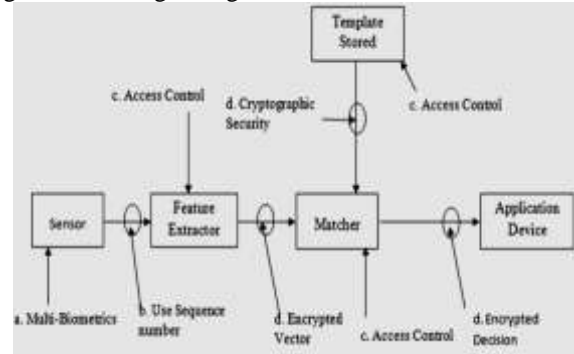 Template
Stored
c. Access Control
d. Cryptographic
Security
c. Access Control
Sensor
Feature
Extractor
Matcher
Application
Device
a. Multi-Biometrics
b. Use Sequence
number
d. Encrypted
Vector
c. Access Control
d. Encrypted
Decision